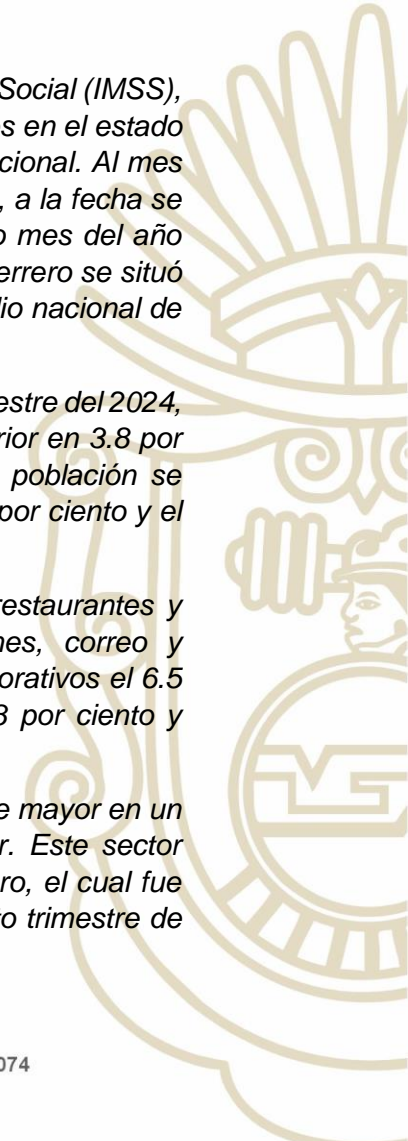 Social (IMSS),
s en el estado
cional. Al mes
, a la fecha se
o mes del año
errero se situó
dio nacional de
estre del 2024,
rior en 3.8 por
población se
por ciento y el
restaurantes y
nes, correo y
orativos el 6.5
3 por ciento y
e mayor en un
r. Este sector
ro, el cual fue
to trimestre de
074